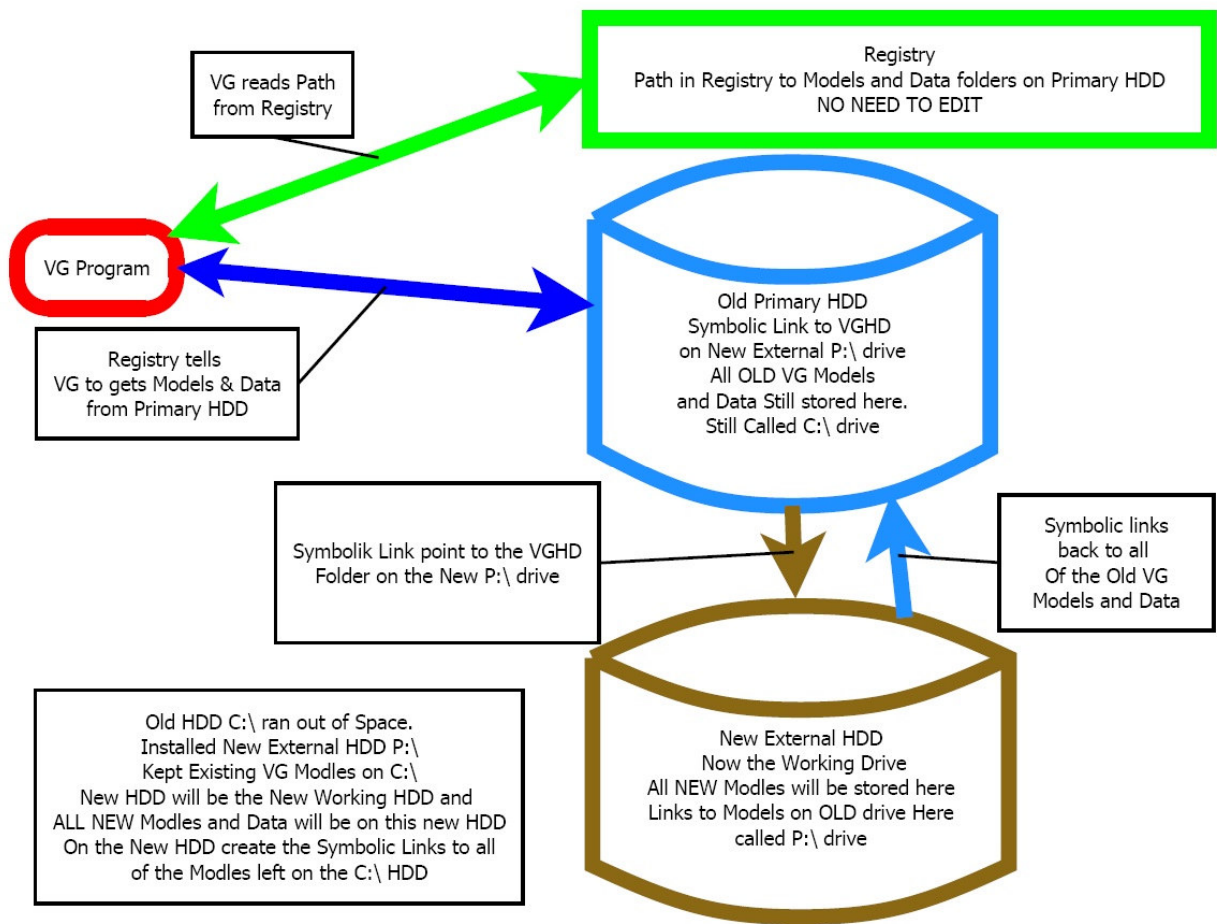 Registry
Path in Registry to Models and Data folders on Primary HDD
NO NEED TO EDIT
VG reads Path
from Registry
VG Program
Registry tells
VG to gets Models & Data
from Primary HDD
Old Primary HDD
Symbolic Link to VGHD
on New External P:\ drive
All OLD VG Models
and Data Still stored here.
Still Called C:\ drive
Symbolik Link point to the VGHD
Folder on the New P:\ drive
Symbolic links
back to all
Of the Old VG
Models and Data
Old HDD C:\ ran out of Space.
Installed New External HDD P:\
Kept Existing VG Modles on C:\
New HDD will be the New Working HDD and
ALL NEW Modles and Data will be on this new HDD
On the New HDD create the Symbolic Links to all
of the Modles left on the C:\ HDD
New External HDD
Now the Working Drive
All NEW Modles will be stored here
Links to Models on OLD drive Here
called P:\ drive